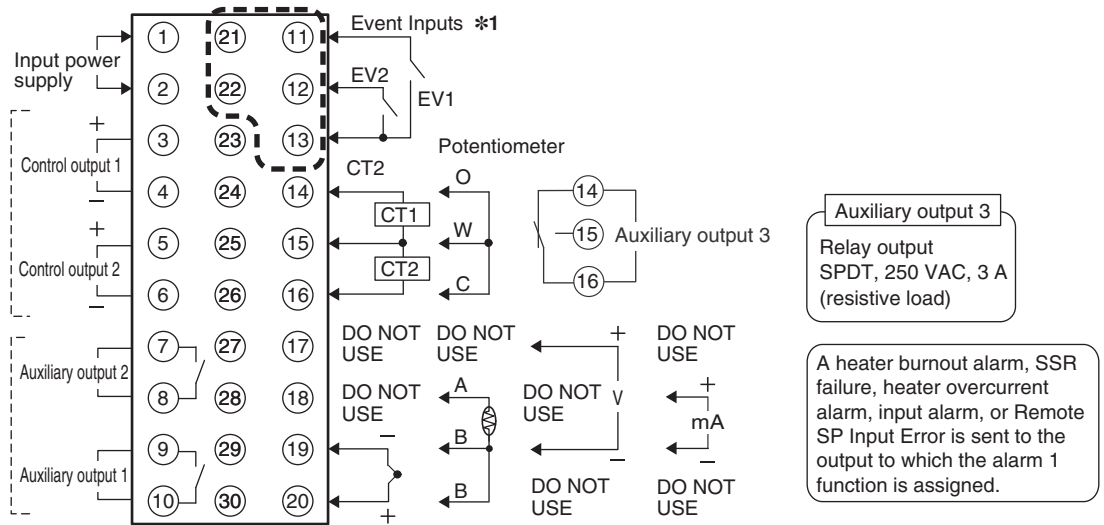 Input power
supply
+
Control output 1
−
+
Control output 2
−
Auxiliary output 2
Auxiliary output 1
1 21 11
2 22 12
3 23 13
4 24 14
5 25 15
6 26 16
7 27 17
8 28 18
9 29 19
10 30 20
Event Inputs *1
EV2
EV1
CT2
CT1
CT2
Potentiometer
O
W
C
14
15 Auxiliary output 3
16
DO NOT
USE
DO NOT
USE
DO NOT
USE
A
B
B
−
+
+
DO NOT
USE
V
−
DO NOT
USE
DO NOT
USE
+
mA
−
DO NOT
USE
Auxiliary output 3
Relay output
SPDT, 250 VAC, 3 A
(resistive load)
A heater burnout alarm, SSR
failure, heater overcurrent
alarm, input alarm, or Remote
SP Input Error is sent to the
output to which the alarm 1
function is assigned.